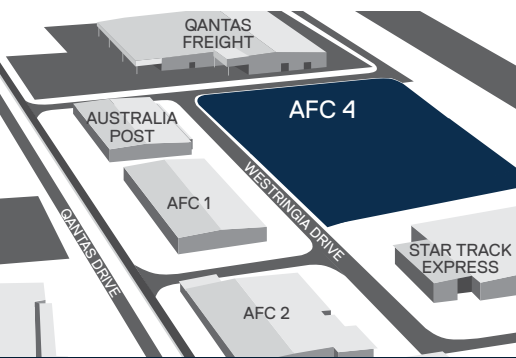 QANTAS
FREIGHT
AFC 4
AUSTRALIA
POST
AFC 1
WESTRINGIA DRIVE
QANTAS DRIVE
STAR TRACK
EXPRESS
AFC 2